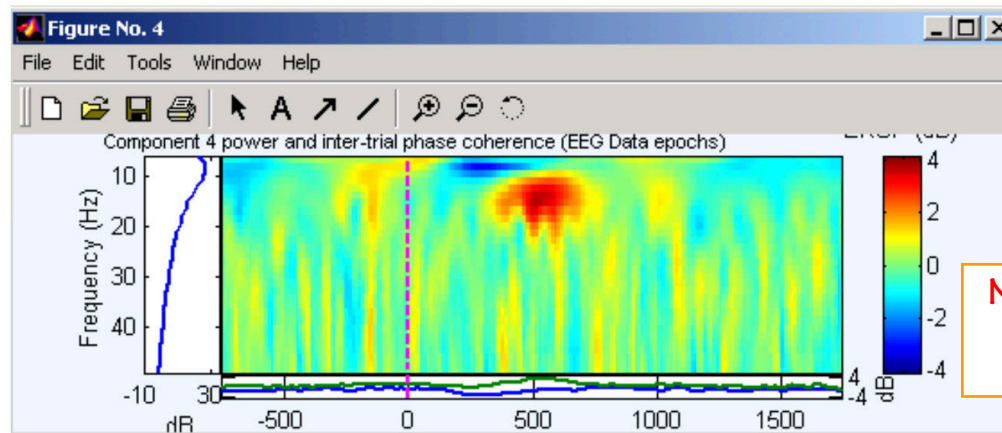 Figure No. 4
File Edit Tools Window Help
A
Component 4 power and inter-trial phase coherence (EEG Data epochs)
Frequency (Hz)
10
20
30
40
-10 30
dB
-500 0 500 1000 1500
4
-4
dB
(dB)
4
2
0
-2
-4
N